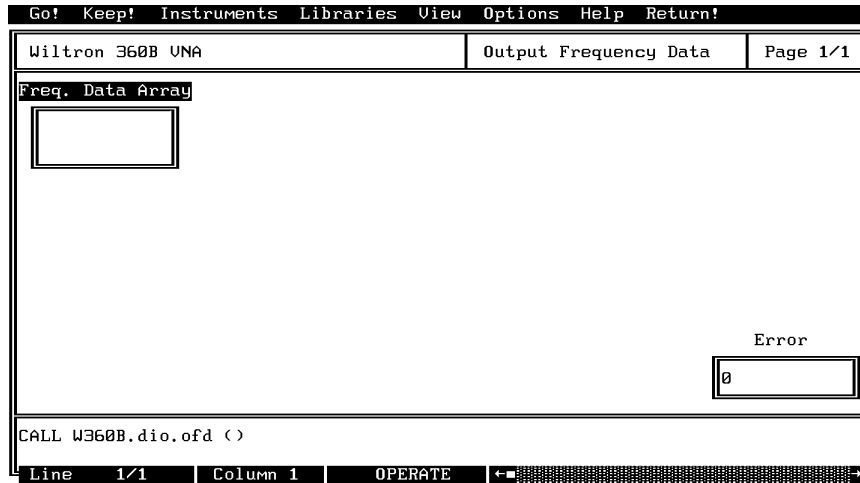 Go! Keep! Instruments Libraries View Options Help Return!
Wiltron 360B VNA Output Frequency Data Page 1/1
Freq. Data Array
Error
0
CALL W360B.dio.ofd ()
Line 1/1 Column 1 OPERATE